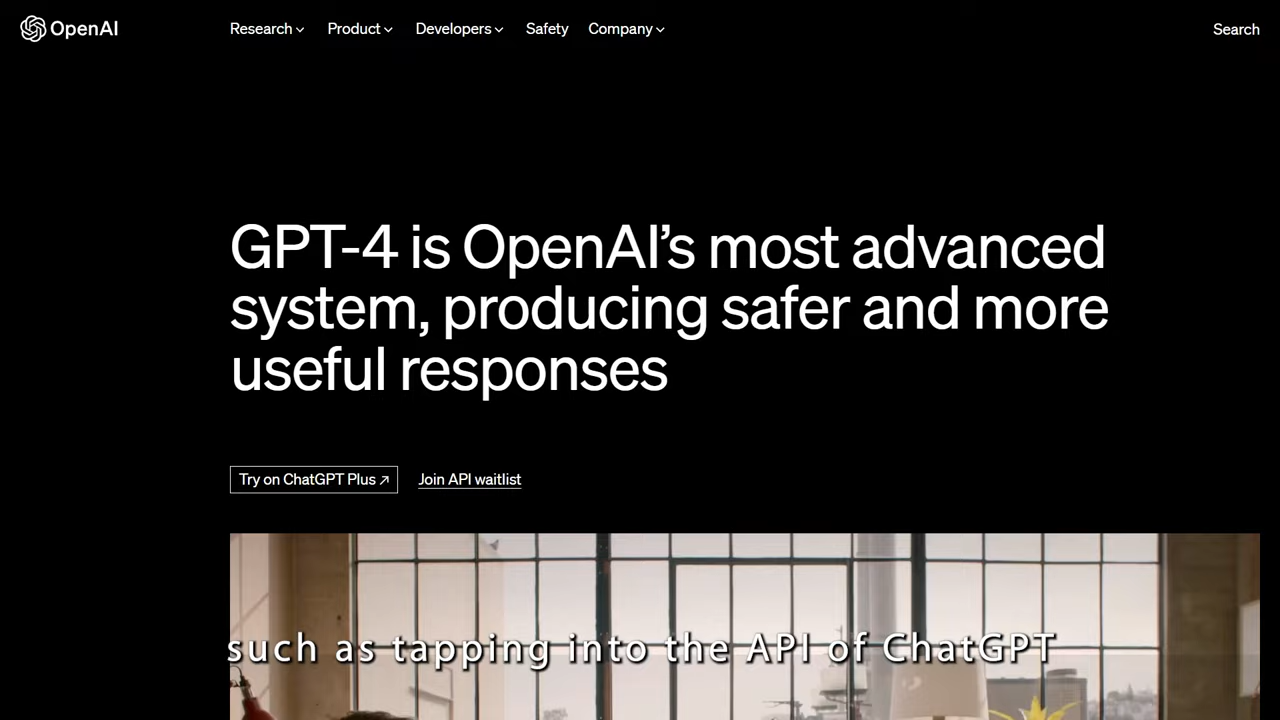 OpenAI
Research
Product
Developers
Safety
Company
Search
GPT-4 is OpenAI’s most advanced
system, producing safer and more
useful responses
Try on ChatGPT Plus ↗
Join API waitlist
such as tapping into the API of ChatGPT